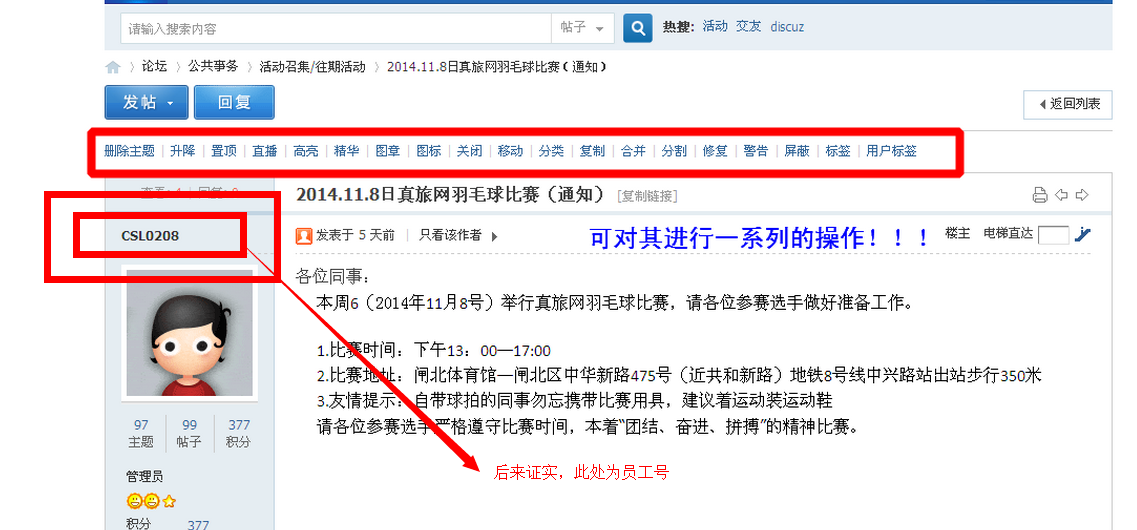 请输入搜索内容 帖子 热搜: 活动 交友 discuz
论坛 〉 公共事务 〉 活动召集/往期活动 〉 2014.11.8日真旅网羽毛球比赛（通知）
发帖 回复 返回列表
删除主题 | 升降 | 置顶 | 直播 | 高亮 | 精华 | 图章 | 图标 | 关闭 | 移动 | 分类 | 复制 | 合并 | 分割 | 修复 | 警告 | 屏蔽 | 标签 | 用户标签
2014.11.8日真旅网羽毛球比赛（通知） [复制链接]
CSL0208
发表于 5 天前 | 只看该作者
可对其进行一系列的操作！！！
楼主 电梯直达
各位同事：
本周6（2014年11月8号）举行真旅网羽毛球比赛，请各位参赛选手做好准备工作。
1.比赛时间：下午13：00—17:00
2.比赛地址：闸北体育馆—闸北区中华新路475号（近共和新路）地铁8号线中兴路站出站步行350米
3.友情提示：自带球拍的同事勿忘携带比赛用具，建议着运动装运动鞋
请各位参赛选手严格遵守比赛时间，本着“团结、奋进、拼搏”的精神比赛。
后来证实，此处为员工号
97 99 377
主题 帖子 积分
管理员
积分 377